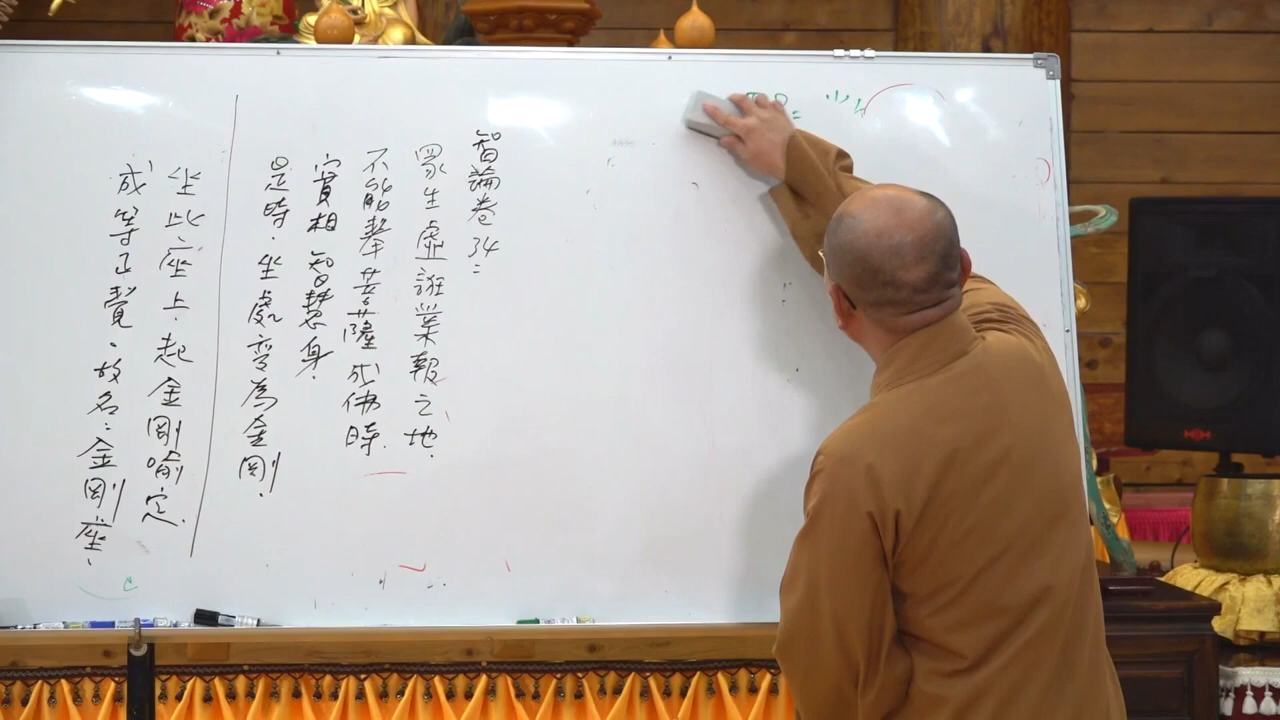 智論卷34:
眾生虛誑業報之地.
不能舉菩薩成佛時.
實相智慧身.
是時.坐處变為金剛.
坐此座上.起金剛喻定.
成等正覺.故名:金剛座.